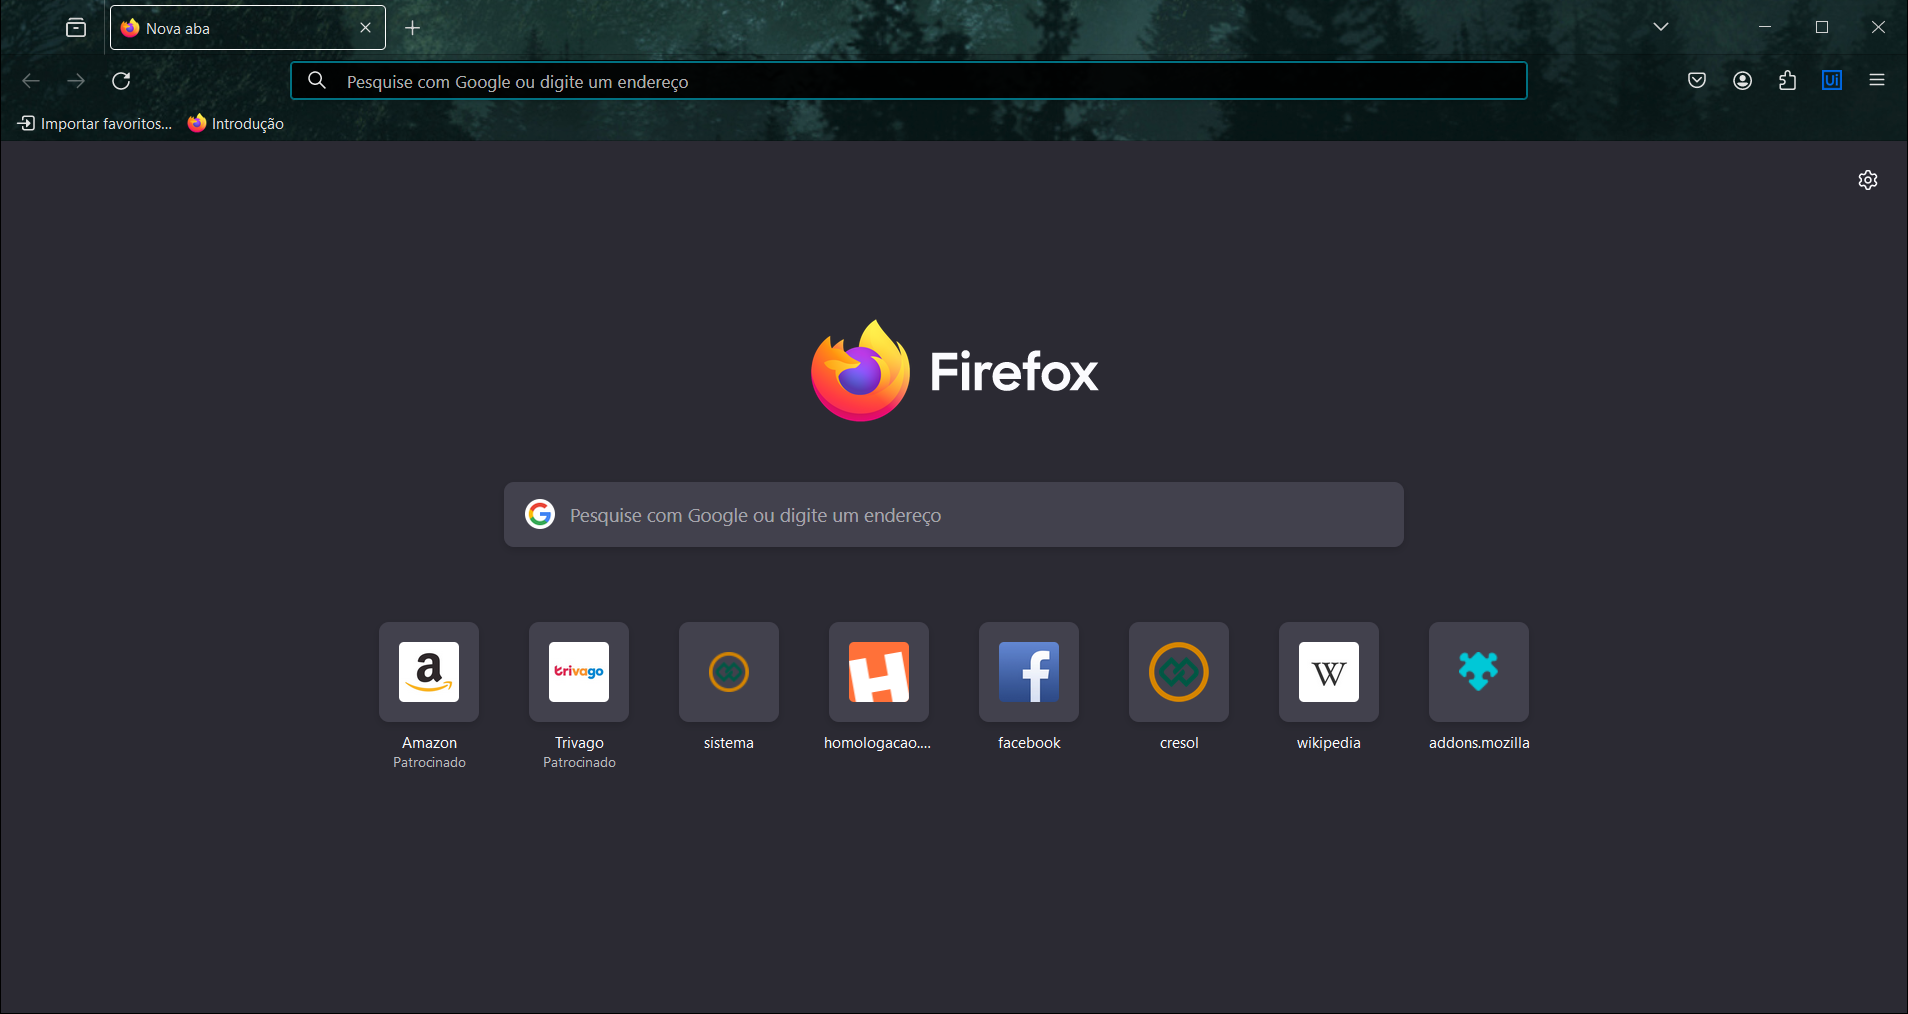 Nova aba
Pesquise com Google ou digite um endereço
Ui
Importar favoritos...
Introdução
Firefox
Pesquise com Google ou digite um endereço
a
trivago
H
f
W
Amazon
Trivago
sistema
homologacao....
facebook
cresol
wikipedia
addons.mozilla
Patrocinado
Patrocinado